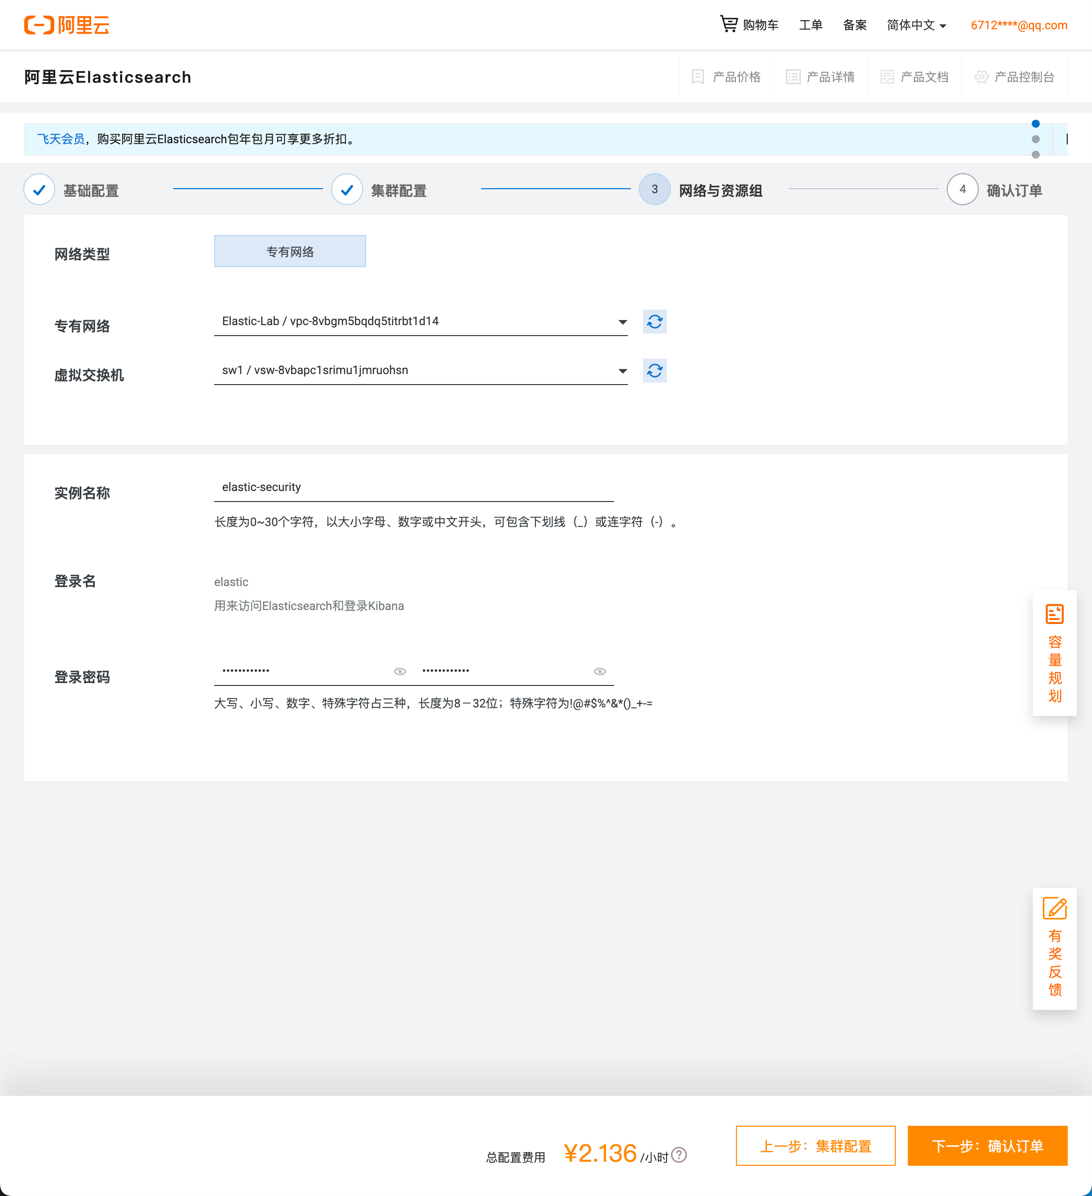 阿里云
购物车 工单 备案 简体中文 6712****@qq.com
阿里云Elasticsearch
产品价格 产品详情 产品文档 产品控制台
飞天会员，购买阿里云Elasticsearch包年包月可享更多折扣。
基础配置 集群配置 3 网络与资源组 4 确认订单
网络类型 专有网络
专有网络 Elastic-Lab / vpc-8vbgm5bqdq5titrbt1d14
虚拟交换机 sw1 / vsw-8vbapc1srimu1jmruohsn
实例名称 elastic-security
长度为0~30个字符，以大小字母、数字或中文开头，可包含下划线（_）或连字符（-）。
登录名 elastic
用来访问Elasticsearch和登录Kibana
登录密码 •••••••••••• ••••••••••••
大写、小写、数字、特殊字符占三种，长度为8－32位；特殊字符为!@#$%^&*()_+-=
容量规划
有奖反馈
总配置费用 ¥2.136 /小时 ?
上一步：集群配置 下一步：确认订单